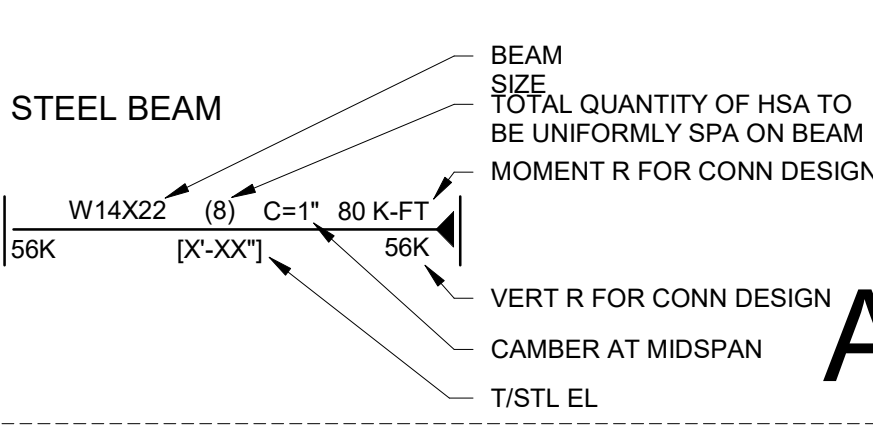 BEAM
SIZE
STEEL BEAM
TOTAL QUANTITY OF HSA TO
BE UNIFORMLY SPA ON BEAM
MOMENT R FOR CONN DESIGN
W14X22 (8) C=1" 80 K-FT
56K [X'-XX"] 56K
VERT R FOR CONN DESIGN
CAMBER AT MIDSPAN
T/STL EL
A